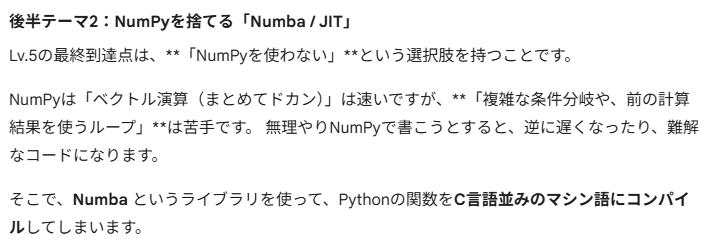 後半テーマ2：NumPyを捨てる「Numba / JIT」
Lv.5の最終到達点は、**「NumPyを使わない」**という選択肢を持つことです。
NumPyは「ベクトル演算（まとめてドカン）」は速いですが、**「複雑な条件分岐や、前の計算
結果を使うループ」**は苦手です。 無理やりNumPyで書こうとすると、逆に遅くなったり、難解
なコードになります。
そこで、Numba というライブラリを使って、Pythonの関数をC言語並みのマシン語にコンパイ
ルしてしまいます。